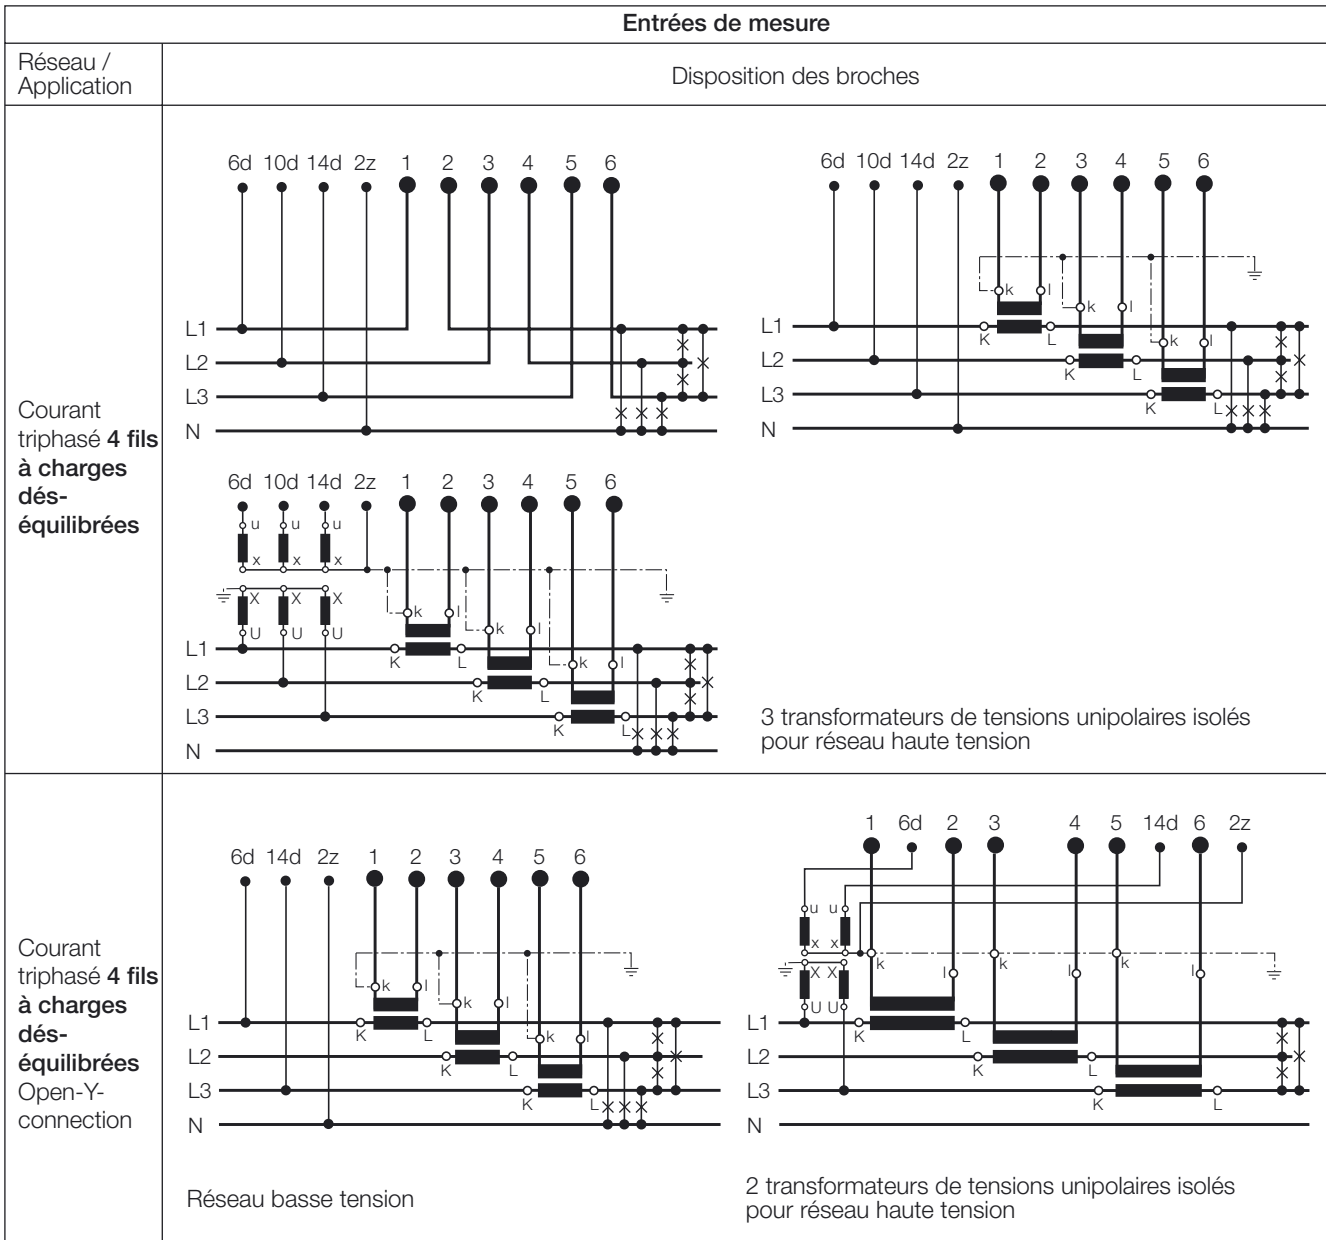 Entrées de mesure
Réseau /
Application
Disposition des broches
Courant
triphasé 4 fils
à charges
dés-
équilibrées
6d 10d 14d 2z 1 2 3 4 5 6
L1
L2
L3
N
6d 10d 14d 2z 1 2 3 4 5 6
k l
k l
k l
L1
K L
L2
K L
L3
K L
N
6d 10d 14d 2z 1 2 3 4 5 6
u u u
x x x
X X X
U U U
k l
k l
k l
L1
K L
L2
K L
L3
K L
N
3 transformateurs de tensions unipolaires isolés
pour réseau haute tension
Courant
triphasé 4 fils
à charges
dés-
équilibrées
Open-Y-
connection
6d 14d 2z 1 2 3 4 5 6
k l
k l
k l
L1
K L
L2
K L
L3
K L
N
Réseau basse tension
1 6d 2 3 4 5 14d 6 2z
u u
x x
k l k l k l
X X
U U
L1
K L
L2
K L
L3
K L
N
2 transformateurs de tensions unipolaires isolés
pour réseau haute tension